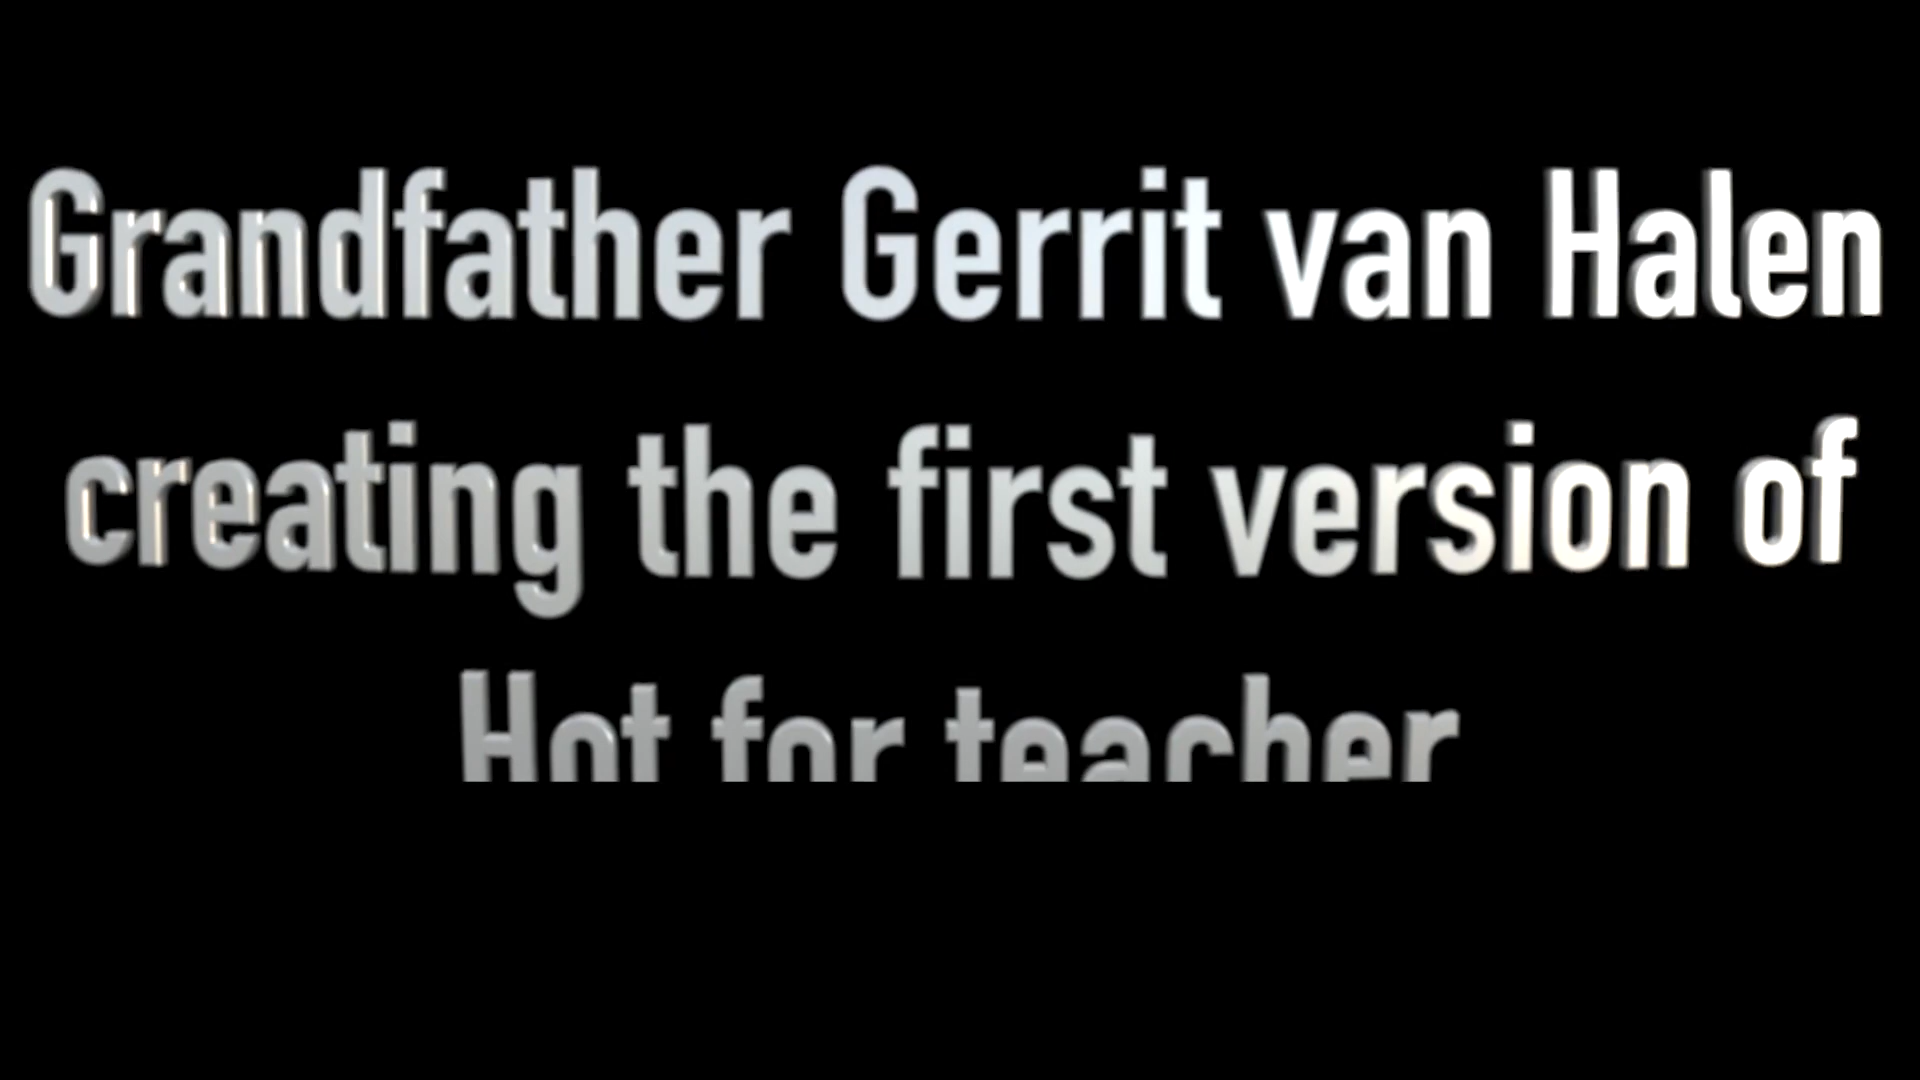 Grandfather Gerrit van Halen
creating the first version of
Hot for teacher